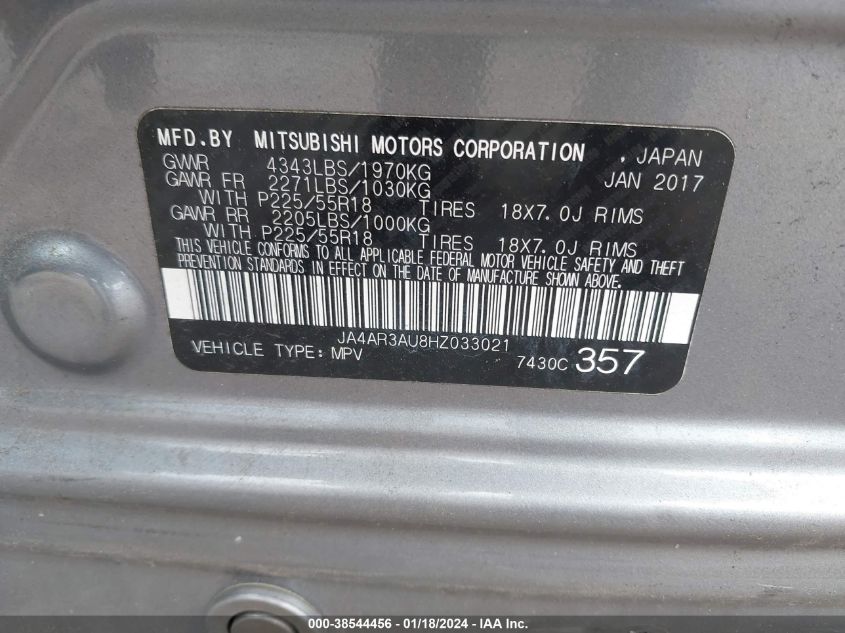 MFD.BY MITSUBISHI MOTORS CORPORATION . JAPAN
GVWR 4343LBS/1970KG JAN 2017
GAWR FR 2271LBS/1030KG
WITH P225/55R18 TIRES 18X7.0J RIMS
GAWR RR 2205LBS/1000KG
WITH P225/55R18 TIRES 18X7.0J RIMS
THIS VEHICLE CONFORMS TO ALL APPLICABLE FEDERAL MOTOR VEHICLE SAFETY AND THEFT
PREVENTION STANDARDS IN EFFECT ON THE DATE OF MANUFACTURE SHOWN ABOVE.
JA4AR3AU8HZ033021
VEHICLE TYPE: MPV 7430C 357
000-38544456 - 01/18/2024 - IAA Inc.